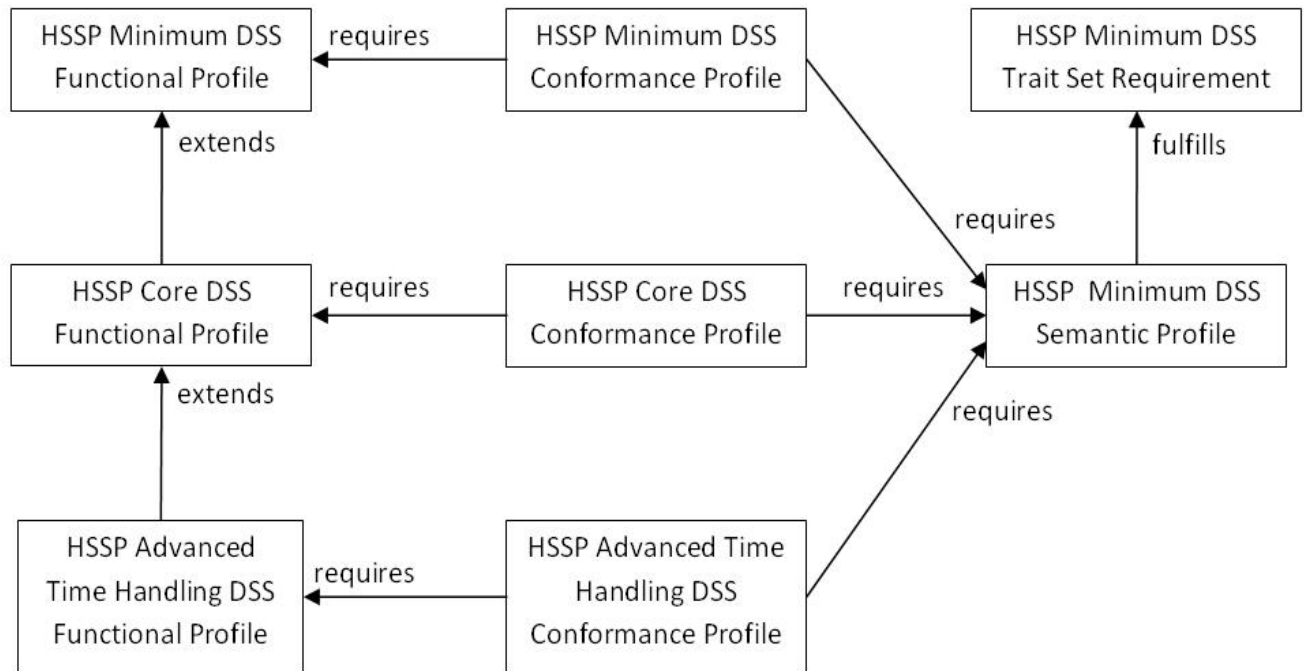 HSSP Minimum DSS
Functional Profile
requires
HSSP Minimum DSS
Conformance Profile
HSSP Minimum DSS
Trait Set Requirement
extends
fulfills
requires
HSSP Core DSS
Functional Profile
requires
HSSP Core DSS
Conformance Profile
requires
HSSP Minimum DSS
Semantic Profile
extends
requires
HSSP Advanced
Time Handling DSS
Functional Profile
requires
HSSP Advanced Time
Handling DSS
Conformance Profile